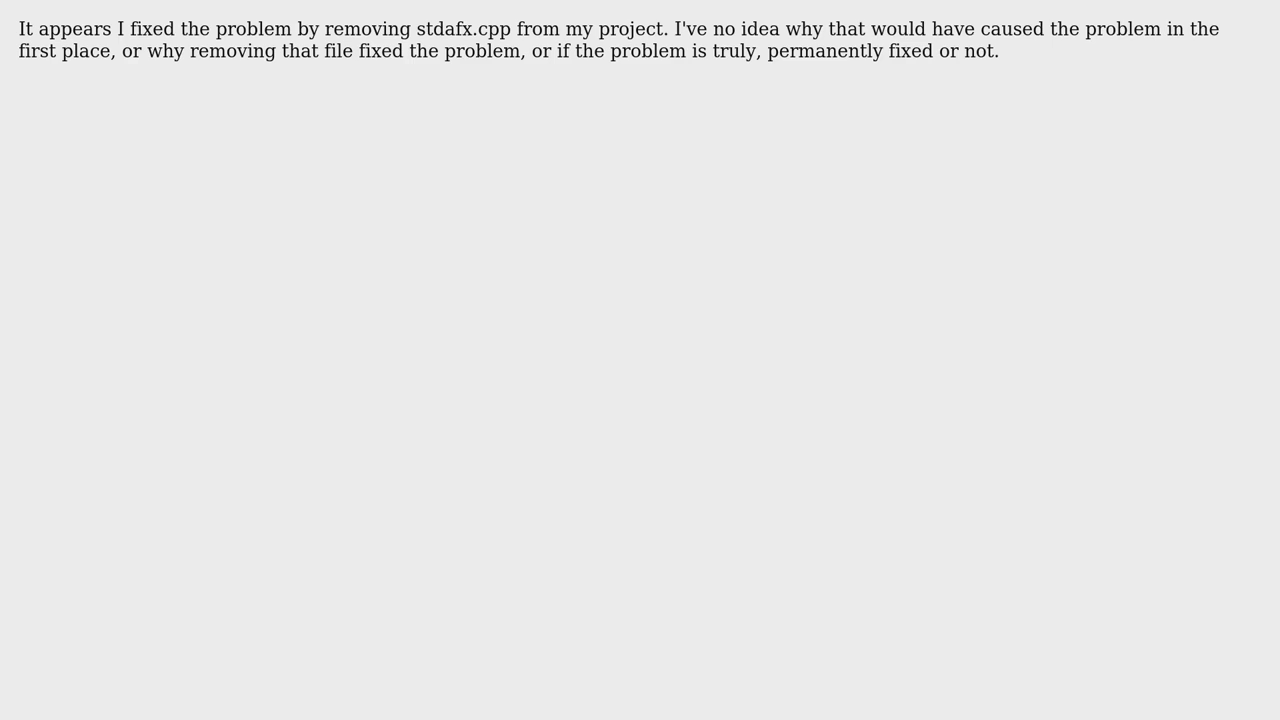 It appears I fixed the problem by removing stdafx.cpp from my project. I've no idea why that would have caused the problem in the
first place, or why removing that file fixed the problem, or if the problem is truly, permanently fixed or not.